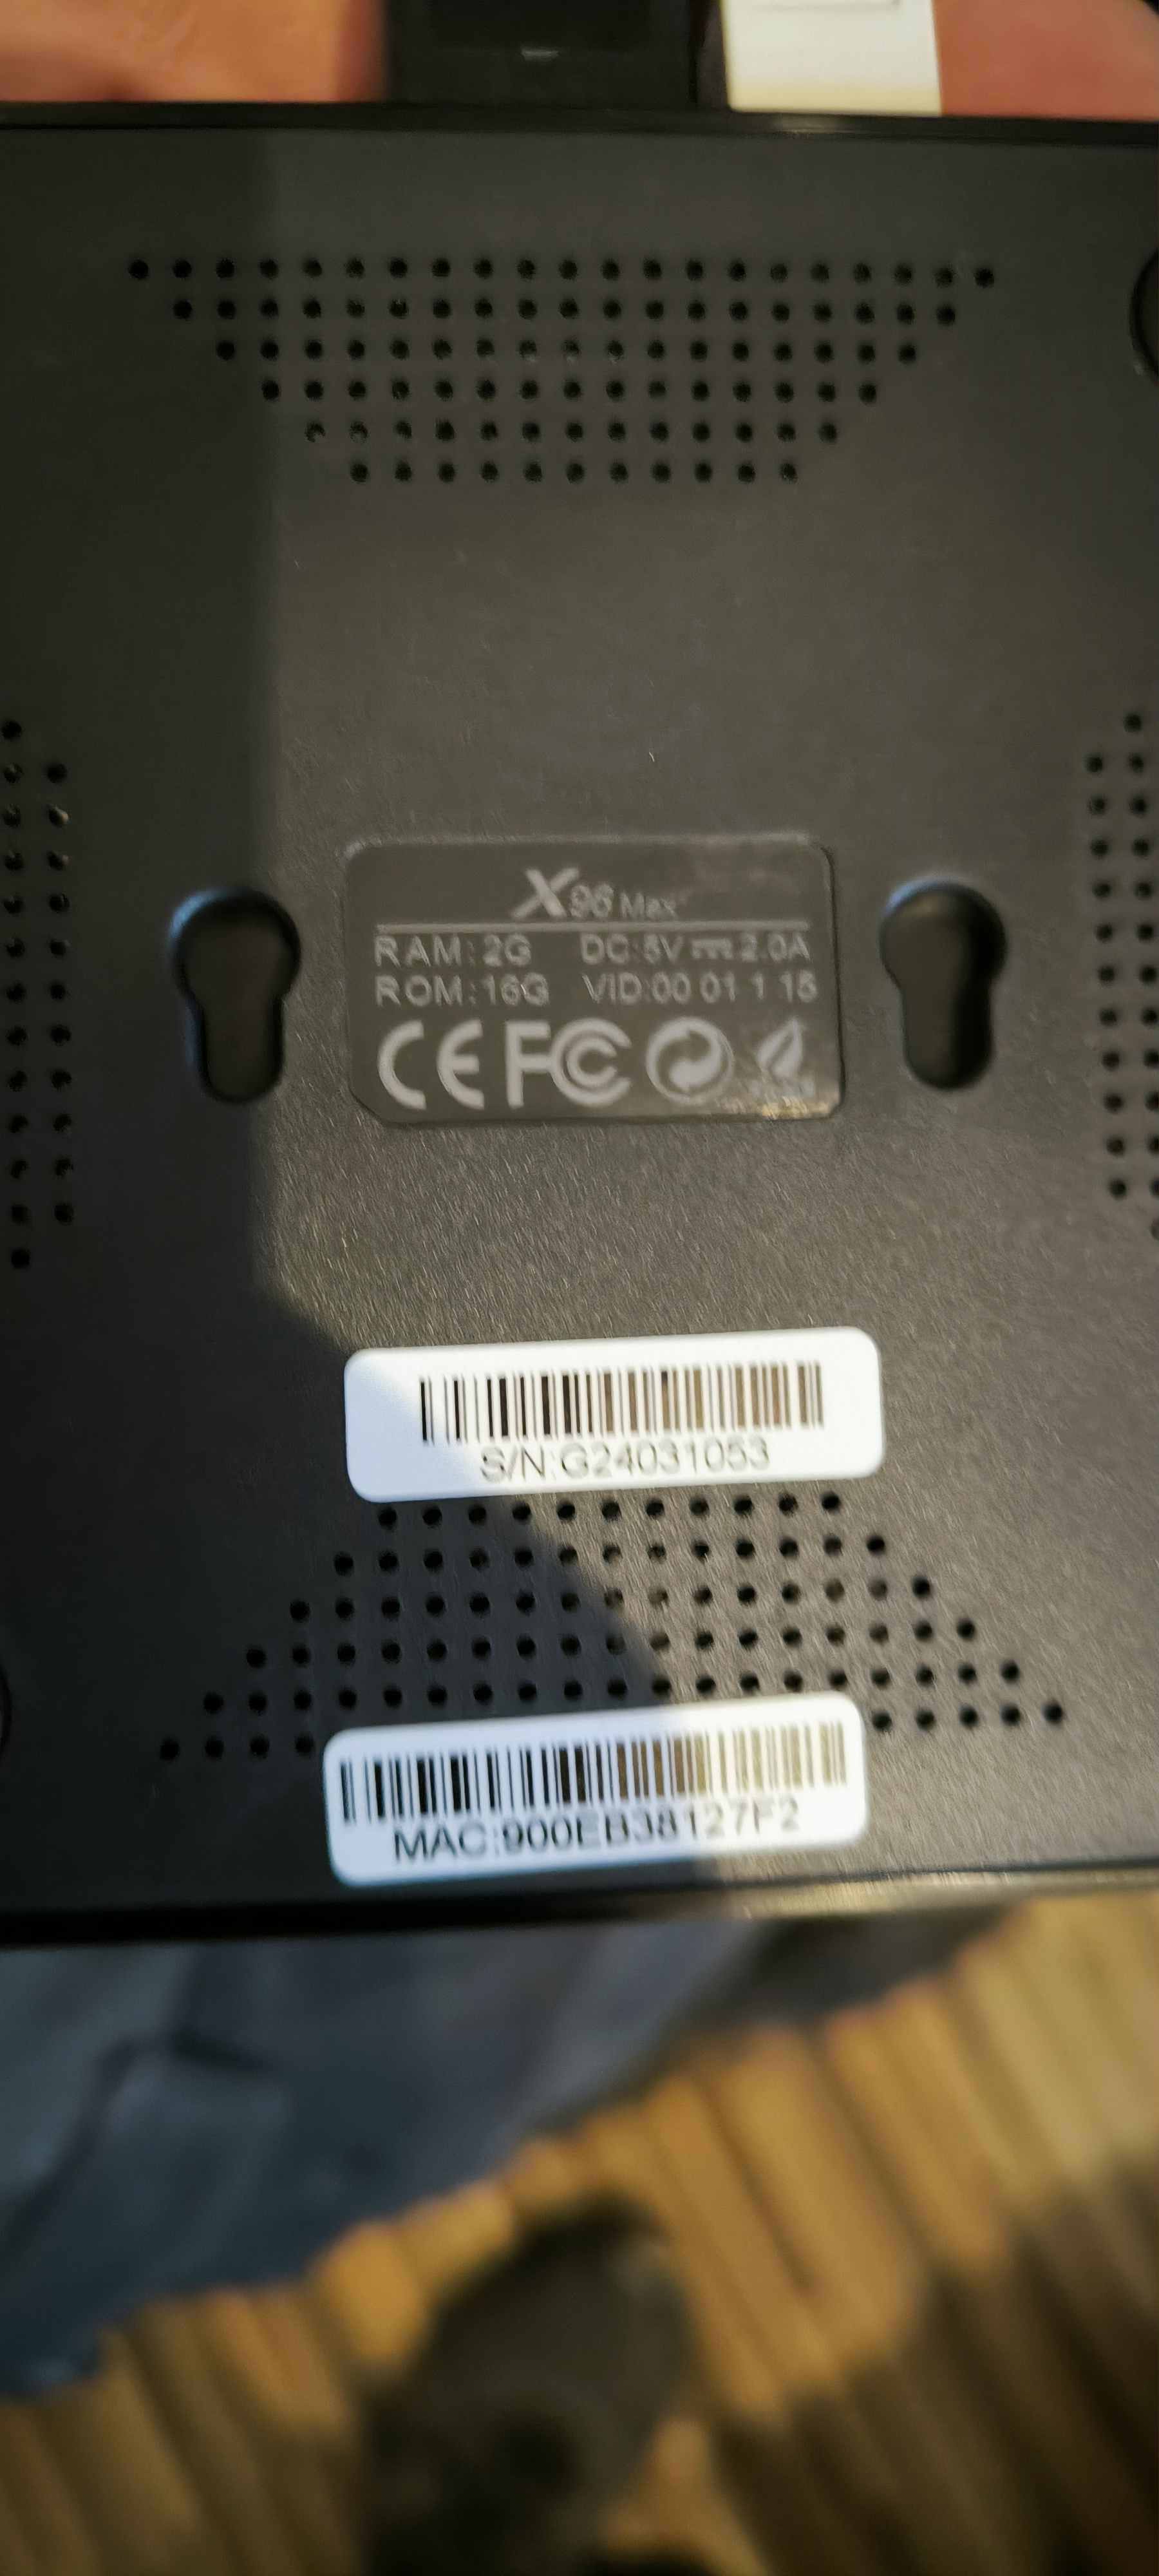 X96 Max
RAM:2G DC:5V⎓2.0A
ROM:16G VID:00 01 1 15
CE FC
S/N:G24031053
MAC:900EB38127F2